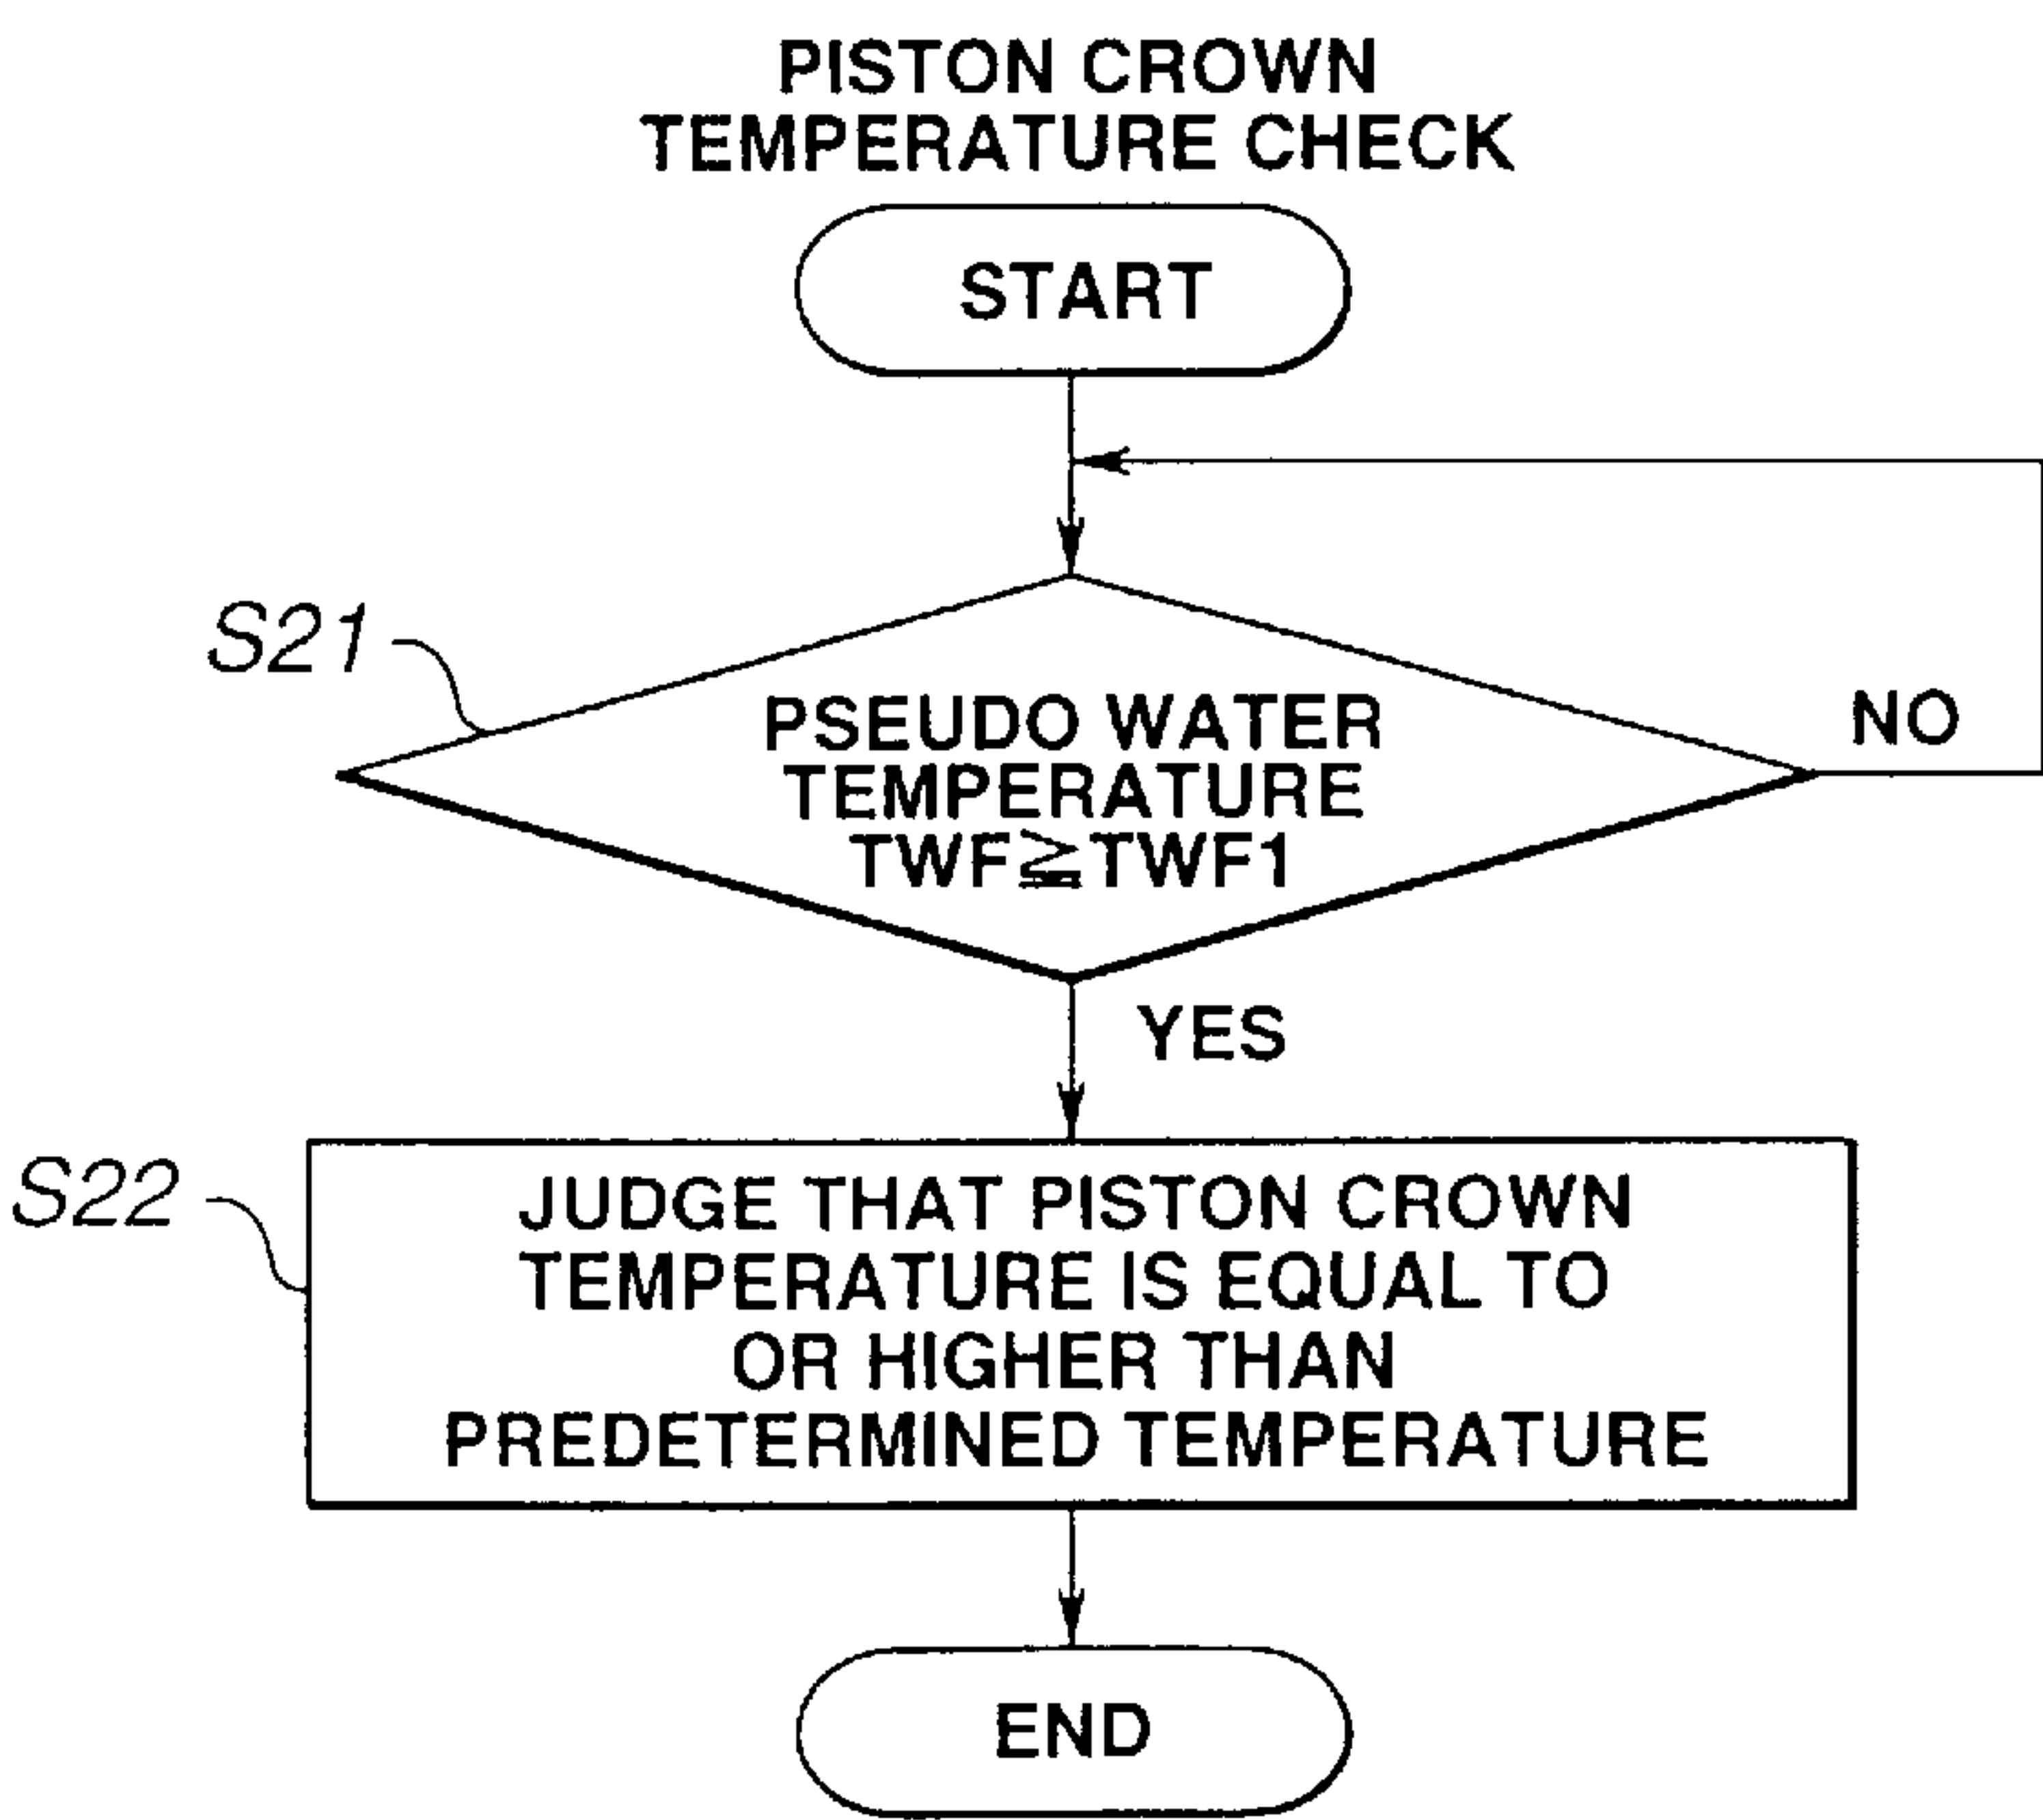 PISTON CROWN
TEMPERATURE CHECK
START
S21
PSEUDO WATER
TEMPERATURE
TWF≧TWF1
NO
YES
S22
JUDGE THAT PISTON CROWN
TEMPERATURE IS EQUAL TO
OR HIGHER THAN
PREDETERMINED TEMPERATURE
END